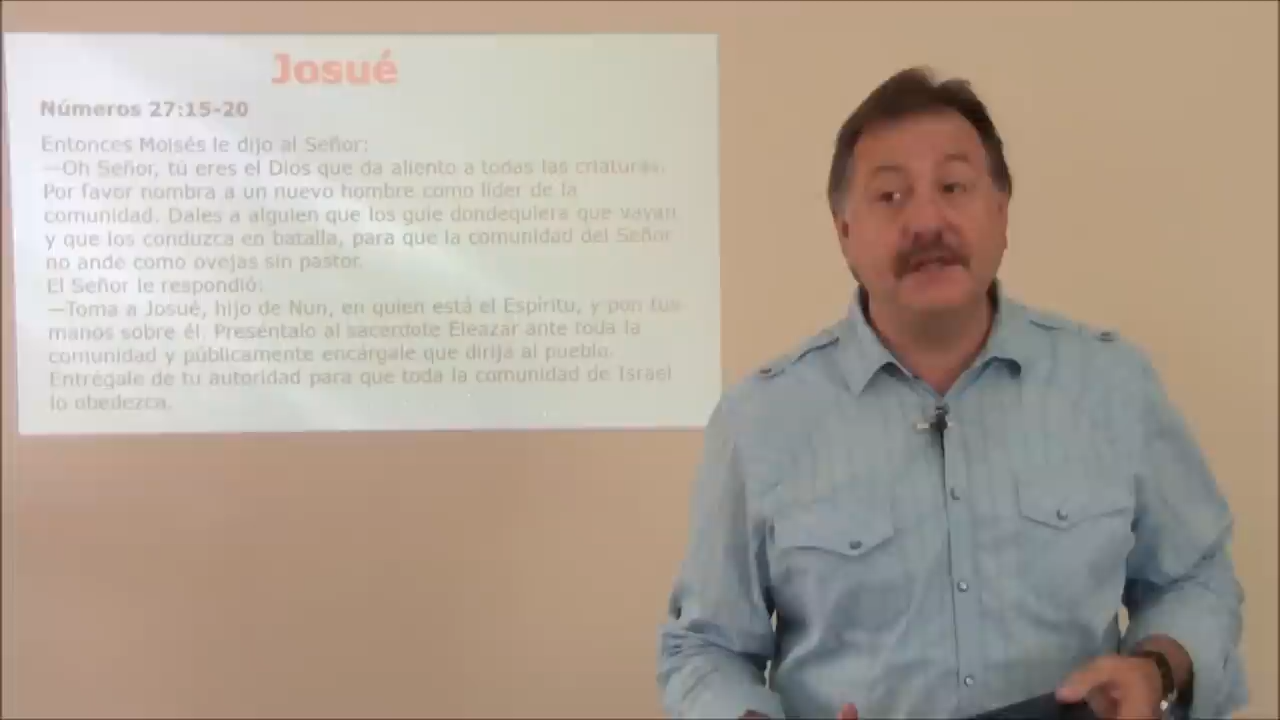 Josué
Números 27:15-20
Entonces Moisés le dijo al Señor:
—Oh Señor, tú eres el Dios que da aliento a todas las criaturas.
Por favor nombra a un nuevo hombre como líder de la
comunidad. Dales a alguien que los guíe dondequiera que vayan
y que los conduzca en batalla, para que la comunidad del Señor
no ande como ovejas sin pastor.
El Señor le respondió:
—Toma a Josué, hijo de Nun, en quien está el Espíritu, y pon tus
manos sobre él. Preséntalo al sacerdote Eleazar ante toda la
comunidad y públicamente encárgale que dirija al pueblo.
Entrégale de tu autoridad para que toda la comunidad de Israel
lo obedezca.